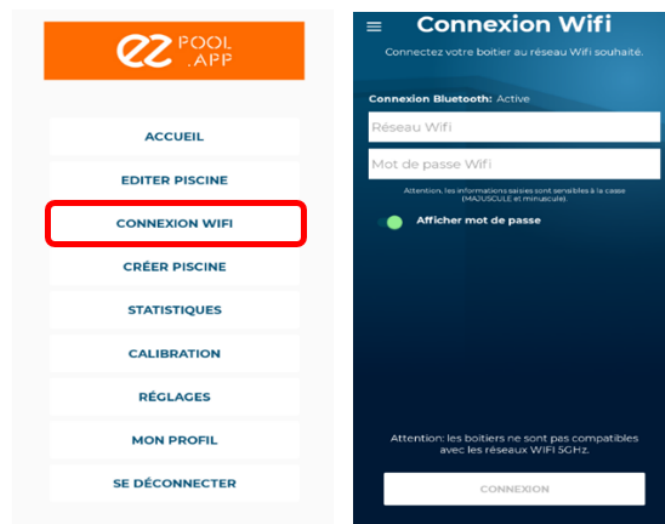 ez POOL
.APP
ACCUEIL
EDITER PISCINE
CONNEXION WIFI
CRÉER PISCINE
STATISTIQUES
CALIBRATION
RÉGLAGES
MON PROFIL
SE DÉCONNECTER
Connexion Wifi
Connectez votre boitier au réseau Wifi souhaité.
Connexion Bluetooth: Active
Réseau Wifi
Mot de passe Wifi
Attention, les informations saisies sont sensibles à la casse
(MAJUSCULE et minuscule).
Afficher mot de passe
Attention: les boitiers ne sont pas compatibles
avec les réseaux WIFI 5GHz.
CONNEXION